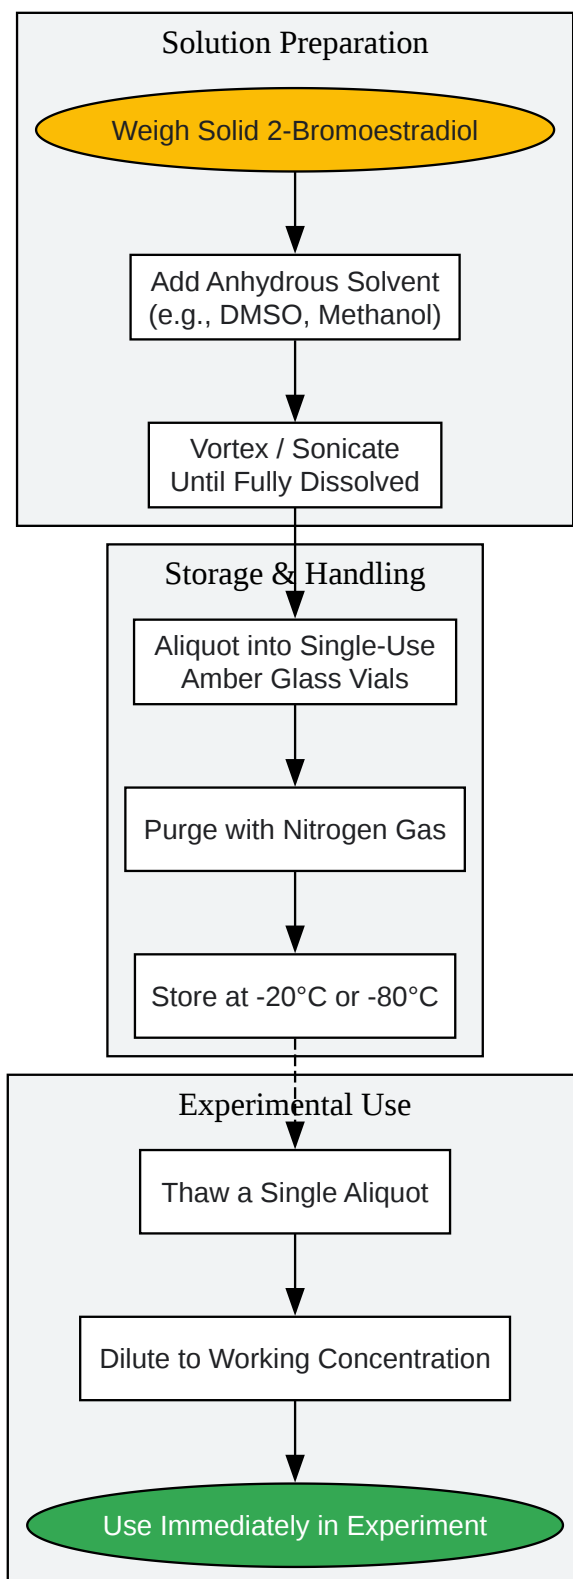 Solution Preparation
Weigh Solid 2-Bromoestradiol
Add Anhydrous Solvent
(e.g., DMSO, Methanol)
Vortex / Sonicate
Until Fully Dissolved
Storage & Handling
Aliquot into Single-Use
Amber Glass Vials
Purge with Nitrogen Gas
Store at -20°C or -80°C
Experimental Use
Thaw a Single Aliquot
Dilute to Working Concentration
Use Immediately in Experiment